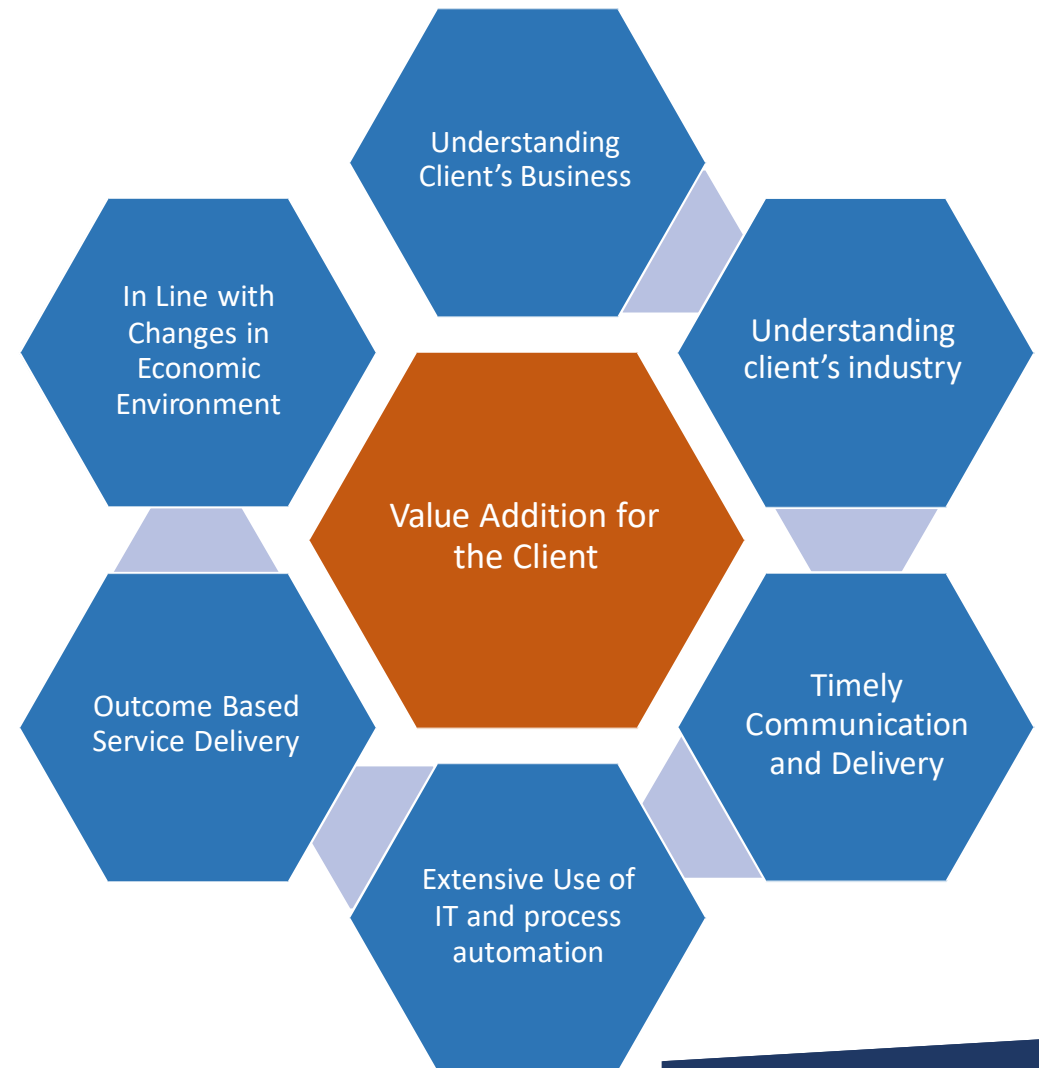 Understanding
Client’s Business
Understanding
client’s industry
Timely
Communication
and Delivery
Extensive Use of
IT and process
automation
Outcome Based
Service Delivery
In Line with
Changes in
Economic
Environment
Value Addition for
the Client